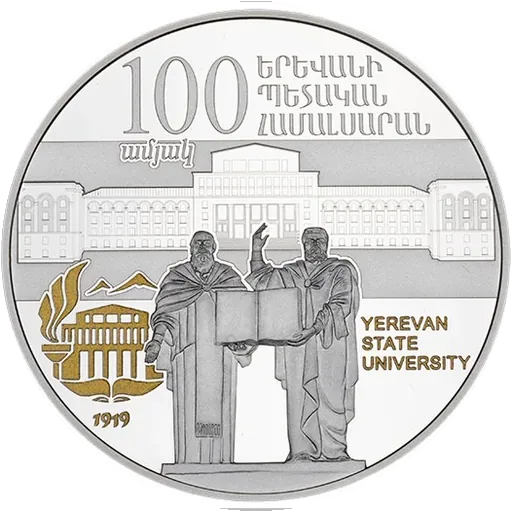 100
ամյակ
ԵՐԵՎԱՆԻ
ՊԵՏԱԿԱՆ
ՀԱՄԱԼՍԱՐԱՆ
YEREVAN
STATE
UNIVERSITY
1919